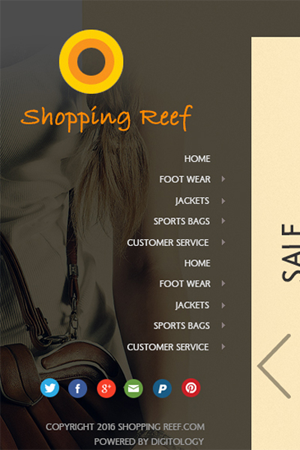 Shopping Reef
HOME
FOOT WEAR
JACKETS
SPORTS BAGS
CUSTOMER SERVICE
HOME
FOOT WEAR
JACKETS
SPORTS BAGS
CUSTOMER SERVICE
COPYRIGHT 2016 SHOPPING REEF.COM
POWERED BY DIGITOLOGY
SALE